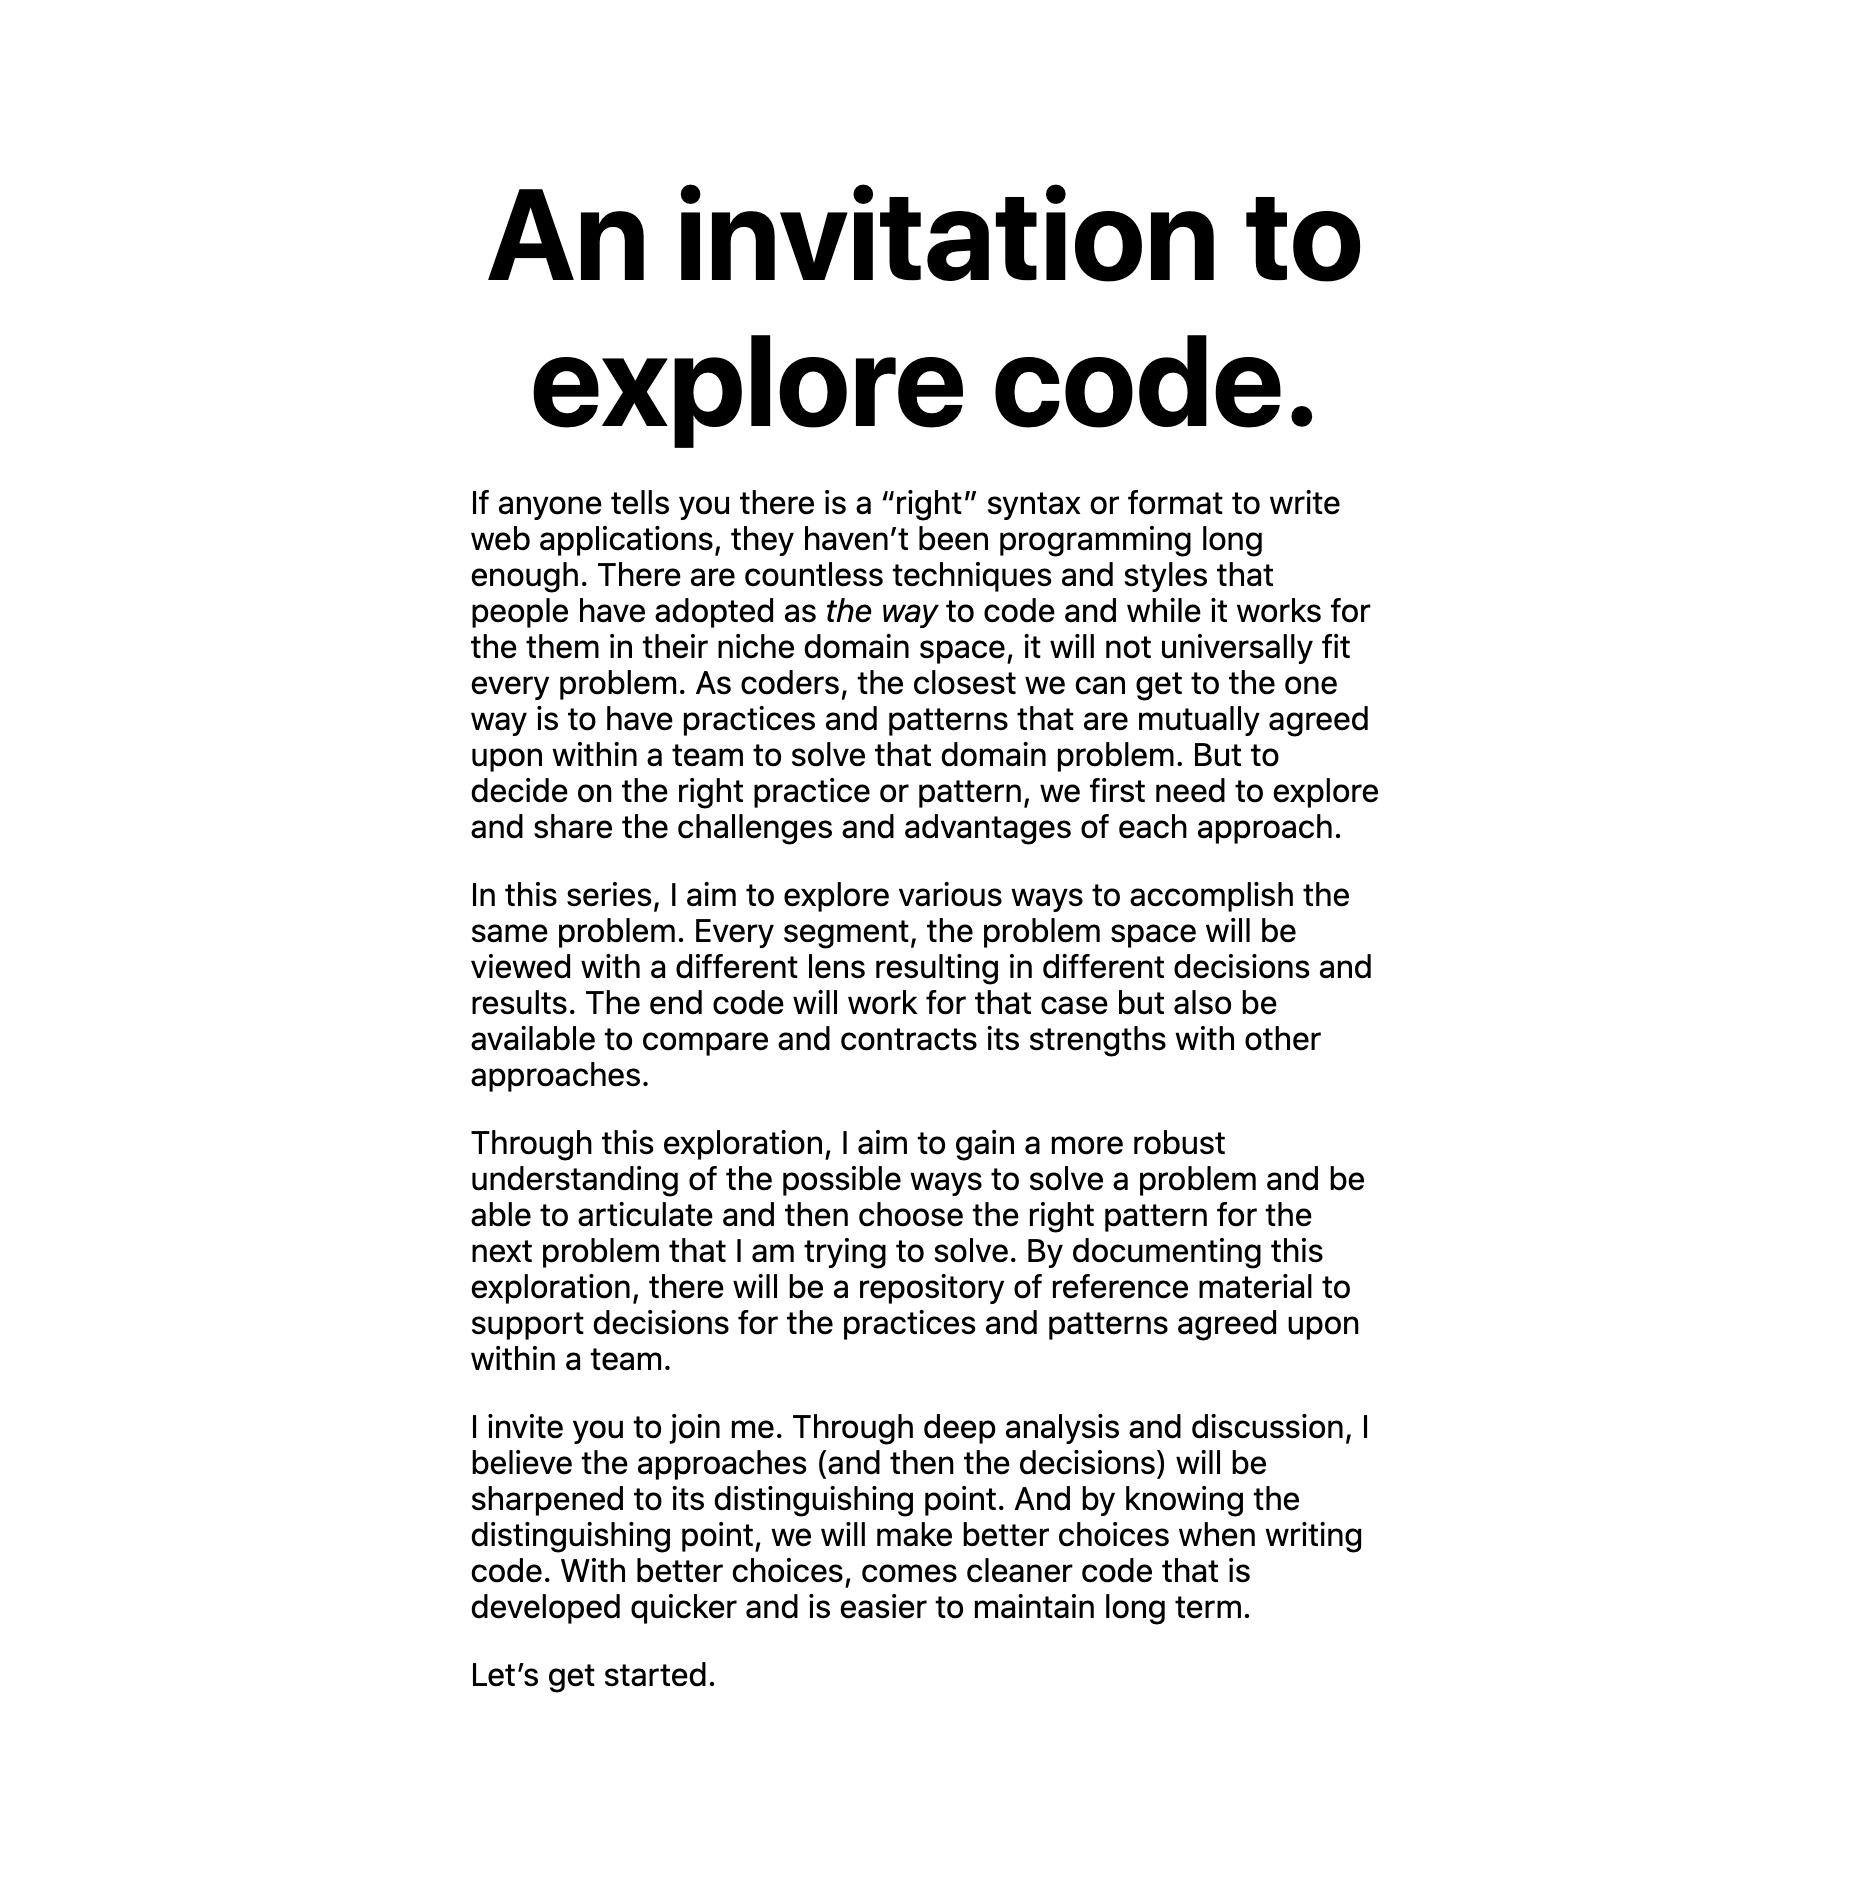 An invitation to
explore code.
If anyone tells you there is a “right” syntax or format to write
web applications, they haven’t been programming long
enough. There are countless techniques and styles that
people have adopted as the way to code and while it works for
the them in their niche domain space, it will not universally fit
every problem. As coders, the closest we can get to the one
way is to have practices and patterns that are mutually agreed
upon within a team to solve that domain problem. But to
decide on the right practice or pattern, we first need to explore
and share the challenges and advantages of each approach.
In this series, I aim to explore various ways to accomplish the
same problem. Every segment, the problem space will be
viewed with a different lens resulting in different decisions and
results. The end code will work for that case but also be
available to compare and contracts its strengths with other
approaches.
Through this exploration, I aim to gain a more robust
understanding of the possible ways to solve a problem and be
able to articulate and then choose the right pattern for the
next problem that I am trying to solve. By documenting this
exploration, there will be a repository of reference material to
support decisions for the practices and patterns agreed upon
within a team.
I invite you to join me. Through deep analysis and discussion, I
believe the approaches (and then the decisions) will be
sharpened to its distinguishing point. And by knowing the
distinguishing point, we will make better choices when writing
code. With better choices, comes cleaner code that is
developed quicker and is easier to maintain long term.
Let’s get started.